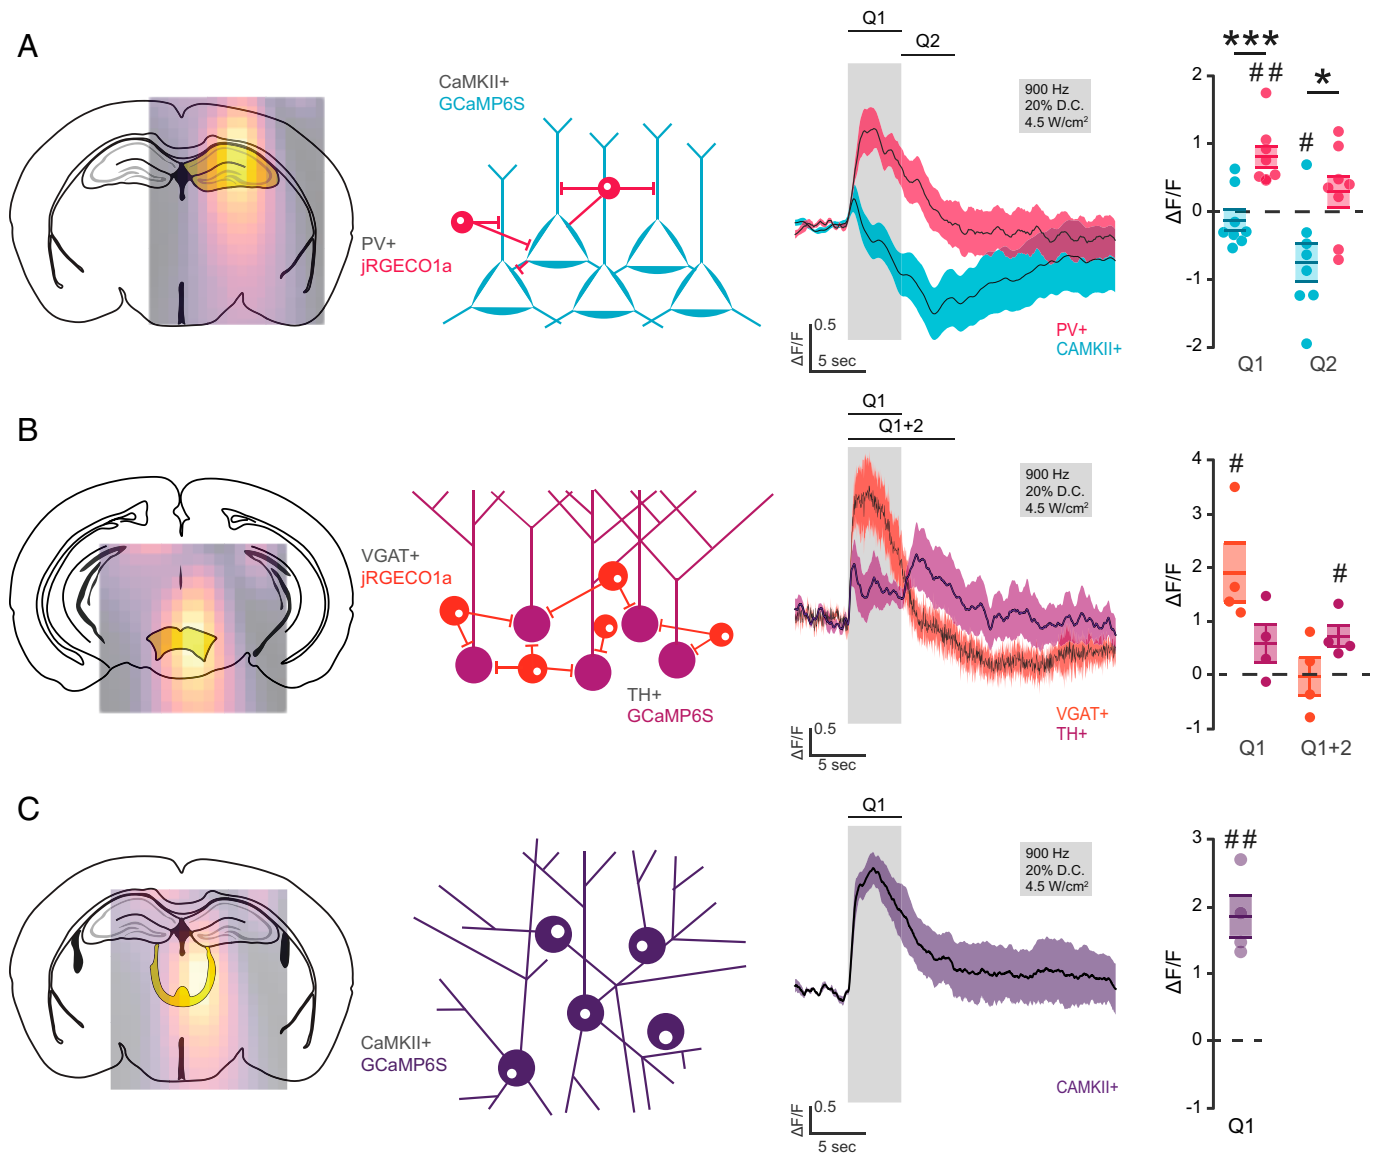 A
CaMKII+
GCaMP6S
PV+
jRGECO1a
Q1
Q2
900 Hz
20% D.C.
4.5 W/cm²
PV+
CAMKII+
ΔF/F
0.5
5 sec
***
##
*
#
ΔF/F
2
1
0
-1
-2
Q1
Q2
B
VGAT+
jRGECO1a
TH+
GCaMP6S
Q1
Q1+2
900 Hz
20% D.C.
4.5 W/cm²
VGAT+
TH+
ΔF/F
0.5
5 sec
#
#
ΔF/F
4
3
2
1
0
-1
Q1
Q1+2
C
CaMKII+
GCaMP6S
Q1
900 Hz
20% D.C.
4.5 W/cm²
CAMKII+
ΔF/F
0.5
5 sec
##
ΔF/F
3
2
1
0
-1
Q1